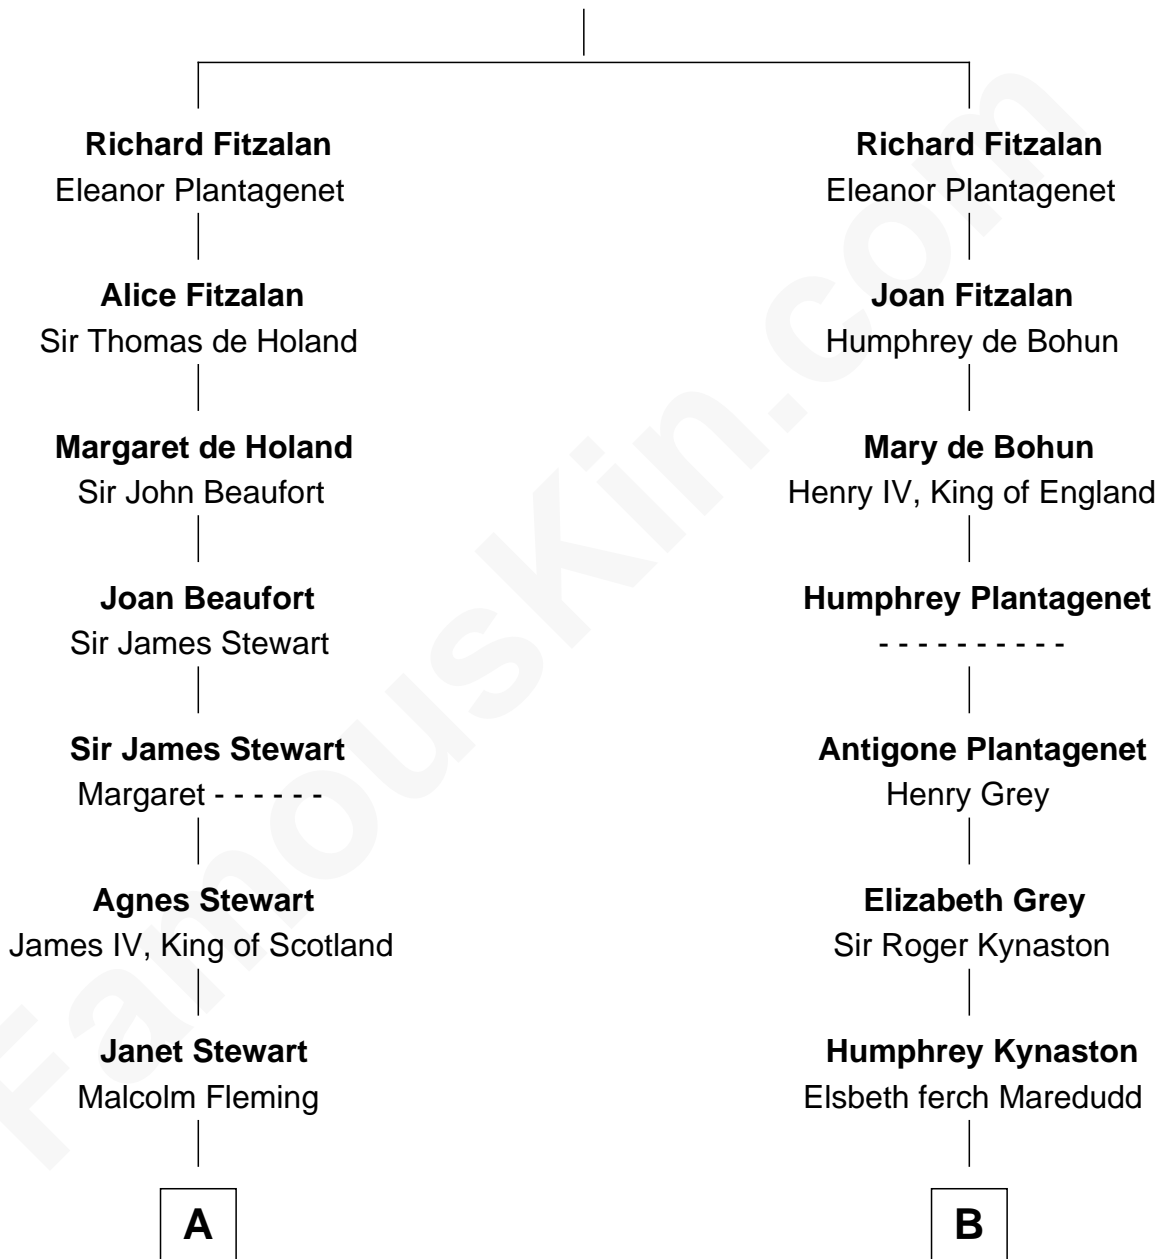 Richard Fitzalan
Eleanor Plantagenet
Alice Fitzalan
Sir Thomas de Holand
Margaret de Holand
Sir John Beaufort
Joan Beaufort
Sir James Stewart
Sir James Stewart
Margaret - - - - - -
Agnes Stewart
James IV, King of Scotland
Janet Stewart
Malcolm Fleming
A
Richard Fitzalan
Eleanor Plantagenet
Joan Fitzalan
Humphrey de Bohun
Mary de Bohun
Henry IV, King of England
Humphrey Plantagenet
- - - - - - - - - -
Antigone Plantagenet
Henry Grey
Elizabeth Grey
Sir Roger Kynaston
Humphrey Kynaston
Elsbeth ferch Maredudd
B
FamousKin.com